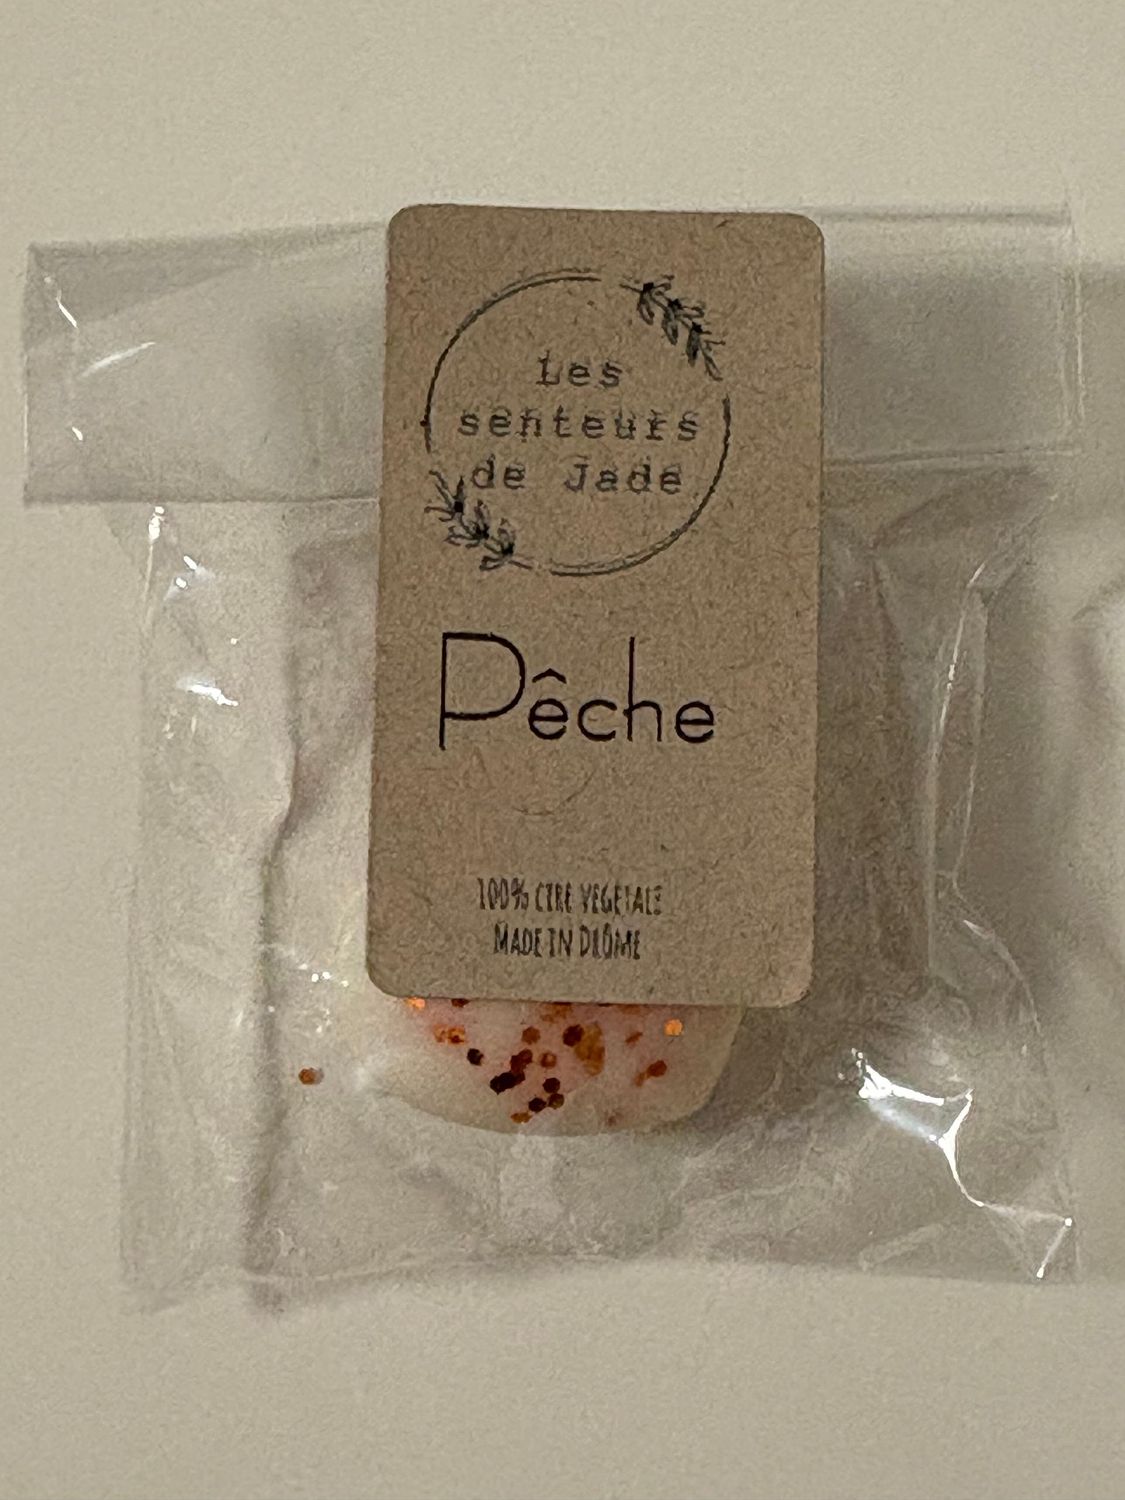 Les
senteurs
de Jade
Pêche
100% CIRE VEGETALE
MADE IN DRÔME